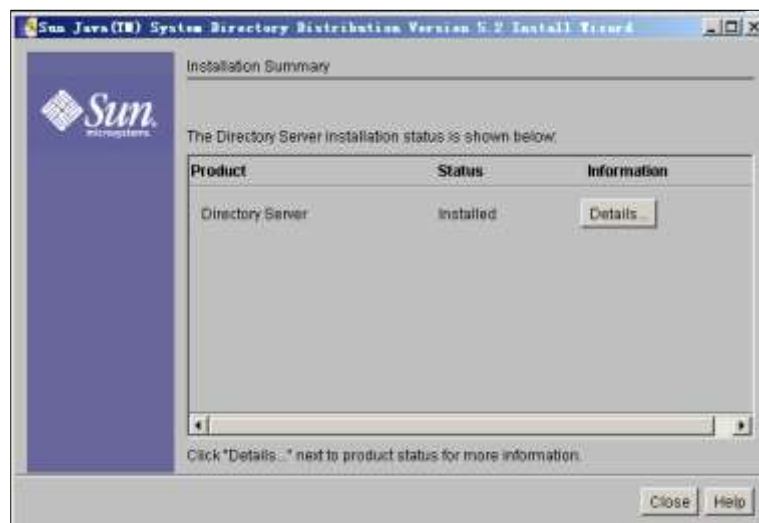 Sun Java(TM) System Directory Distribution Version 5.2 Install Wizard
Installation Summary
Sun
microsystems
The Directory Server installation status is shown below:
Product Status Information
Directory Server Installed Details...
Click "Details..." next to product status for more information.
Close Help